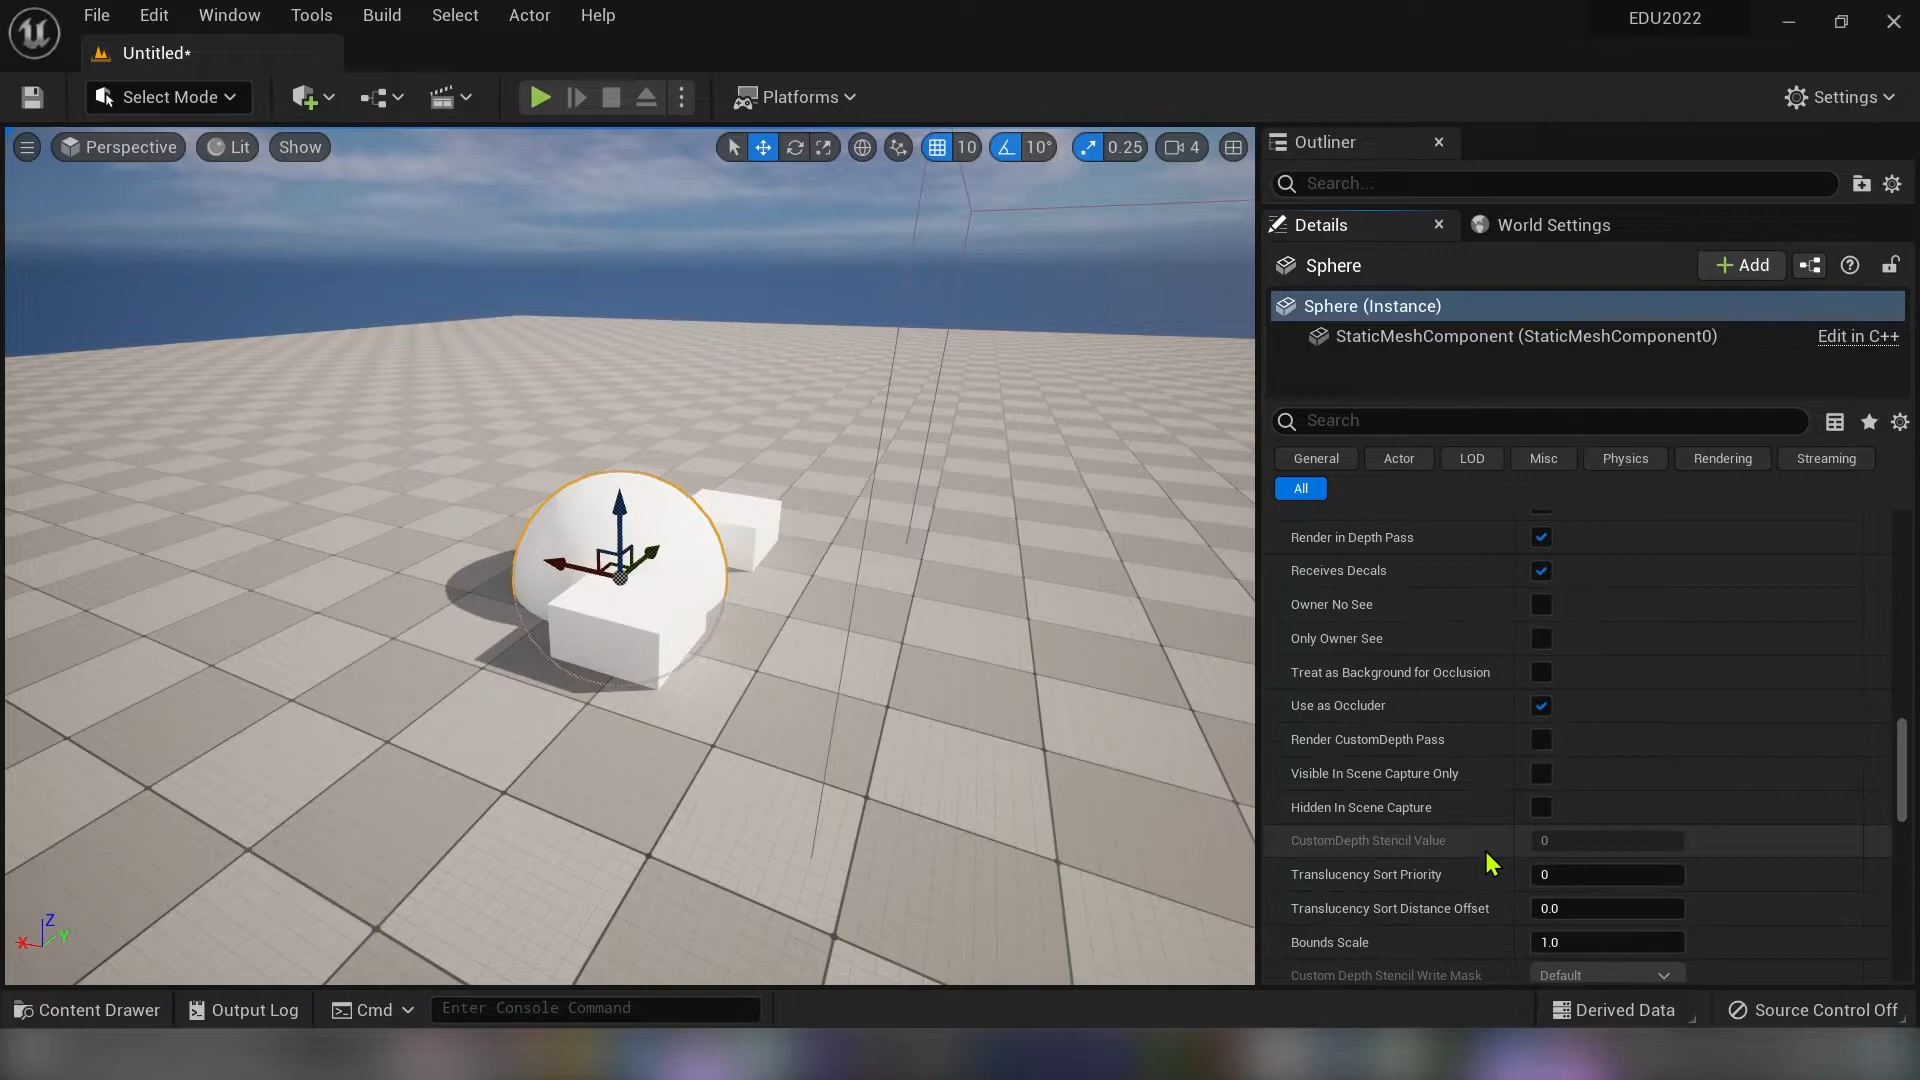 File Edit Window Tools Build Select Actor Help
EDU2022
Untitled*
Select Mode
Platforms
Settings
Perspective Lit Show
10 10° 0.25 4
Outliner
Search...
Details
World Settings
Sphere
Add
Sphere (Instance)
StaticMeshComponent (StaticMeshComponent0) Edit in C++
Search
General Actor LOD Misc Physics Rendering Streaming
All
Render in Depth Pass
Receives Decals
Owner No See
Only Owner See
Treat as Background for Occlusion
Use as Occluder
Render CustomDepth Pass
Visible In Scene Capture Only
Hidden In Scene Capture
CustomDepth Stencil Value 0
Translucency Sort Priority 0
Translucency Sort Distance Offset 0.0
Bounds Scale 1.0
Custom Depth Stencil Write Mask Default
Z
X Y
Content Drawer Output Log Cmd Enter Console Command Derived Data Source Control Off